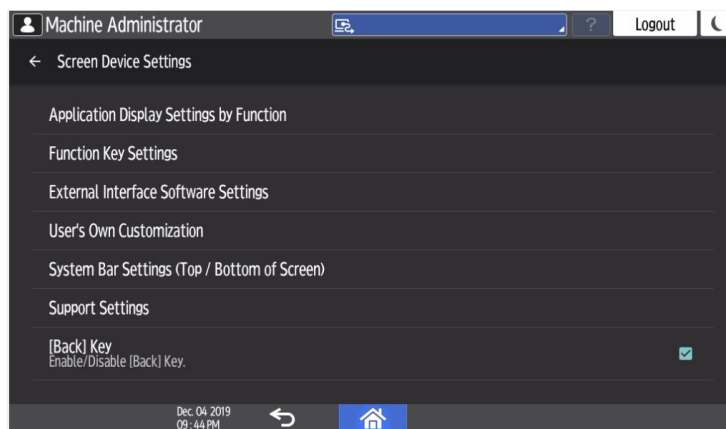 Machine Administrator
?
Logout
Screen Device Settings
Application Display Settings by Function
Function Key Settings
External Interface Software Settings
User's Own Customization
System Bar Settings (Top / Bottom of Screen)
Support Settings
[Back] Key
Enable/Disable [Back] Key.
Dec. 04 2019
09 : 44 PM